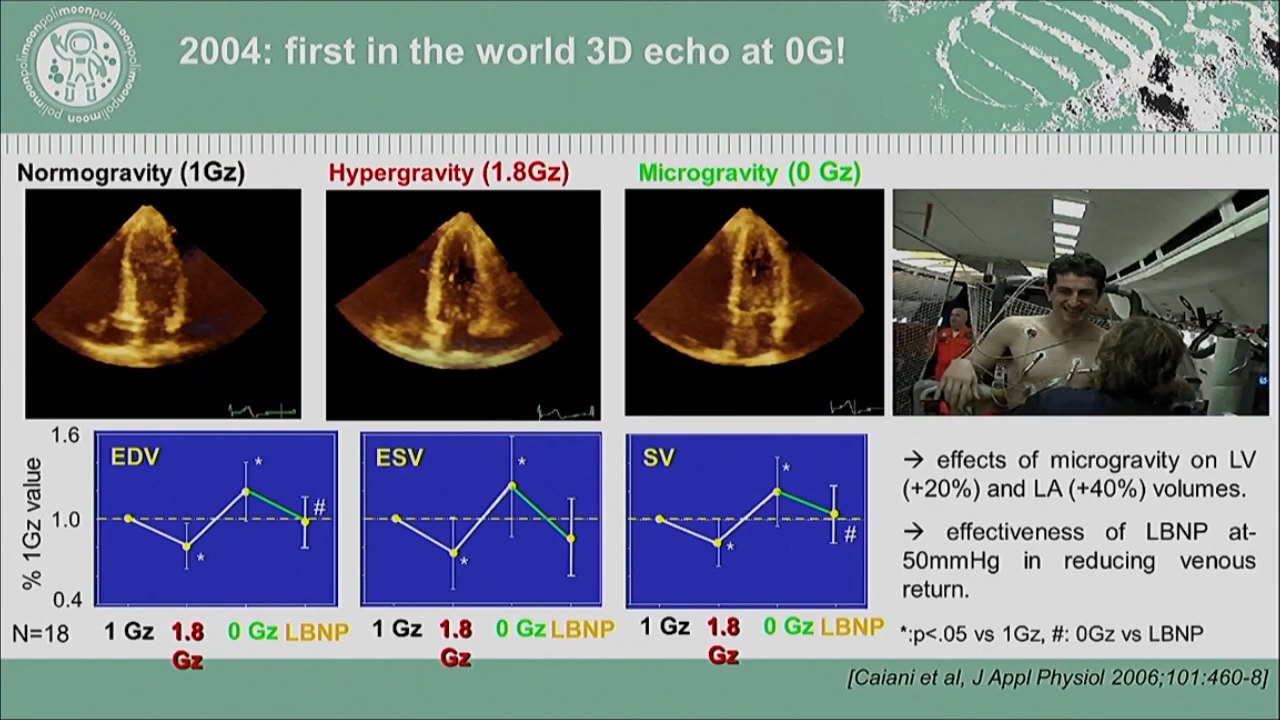 polimoonpolimoonpolimoonpolimoon
2004: first in the world 3D echo at 0G!
Normogravity (1Gz)
Hypergravity (1.8Gz)
Microgravity (0 Gz)
% 1Gz value
1.6
1.0
0.4
EDV
*
*
#
ESV
*
*
SV
*
*
#
N=18
1 Gz
1.8
Gz
0 Gz
LBNP
1 Gz
1.8
Gz
0 Gz
LBNP
1 Gz
1.8
Gz
0 Gz
LBNP
→ effects of microgravity on LV
(+20%) and LA (+40%) volumes.
→ effectiveness of LBNP at-
50mmHg in reducing venous
return.
*:p<.05 vs 1Gz, #: 0Gz vs LBNP
[Caiani et al, J Appl Physiol 2006;101:460-8]